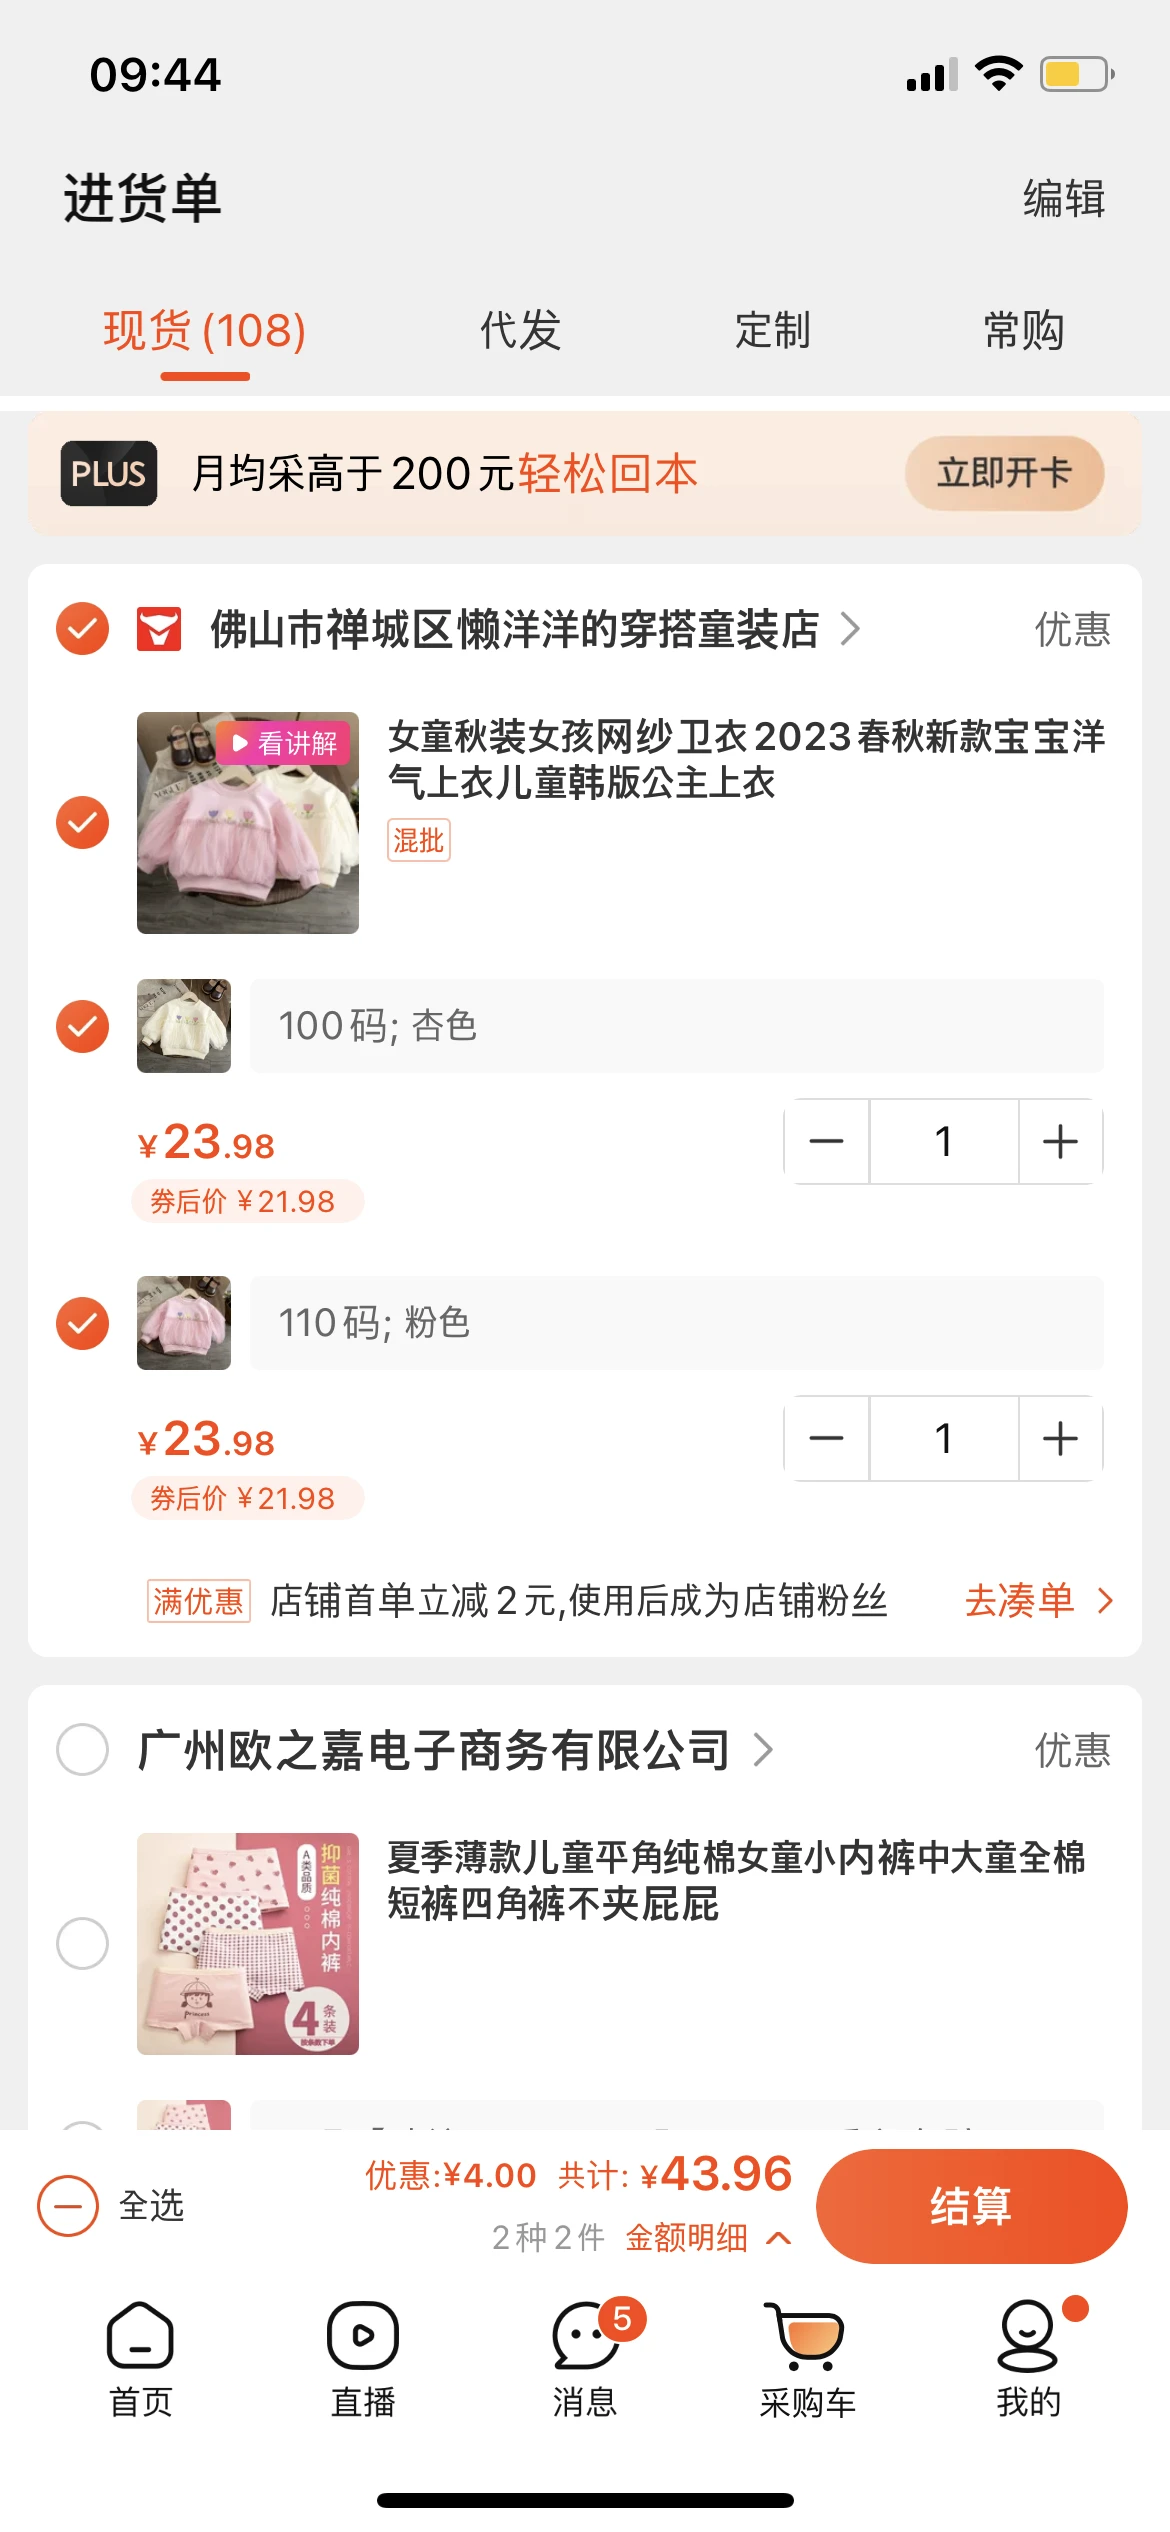 09:44
进货单
编辑
现货(108)
代发
定制
常购
PLUS
月均采高于200元轻松回本
立即开卡
佛山市禅城区懒洋洋的穿搭童装店
优惠
看讲解
女童秋装女孩网纱卫衣2023春秋新款宝宝洋
气上衣儿童韩版公主上衣
混批
100码; 杏色
¥23.98
1
券后价 ¥21.98
110码; 粉色
¥23.98
1
券后价 ¥21.98
满优惠
店铺首单立减2元,使用后成为店铺粉丝
去凑单
广州欧之嘉电子商务有限公司
优惠
A类品质
抑菌纯棉内裤
4条装
夏季薄款儿童平角纯棉女童小内裤中大童全棉
短裤四角裤不夹屁屁
全选
优惠:¥4.00 共计: ¥43.96
2种2件 金额明细
结算
首页
直播
消息
5
采购车
我的